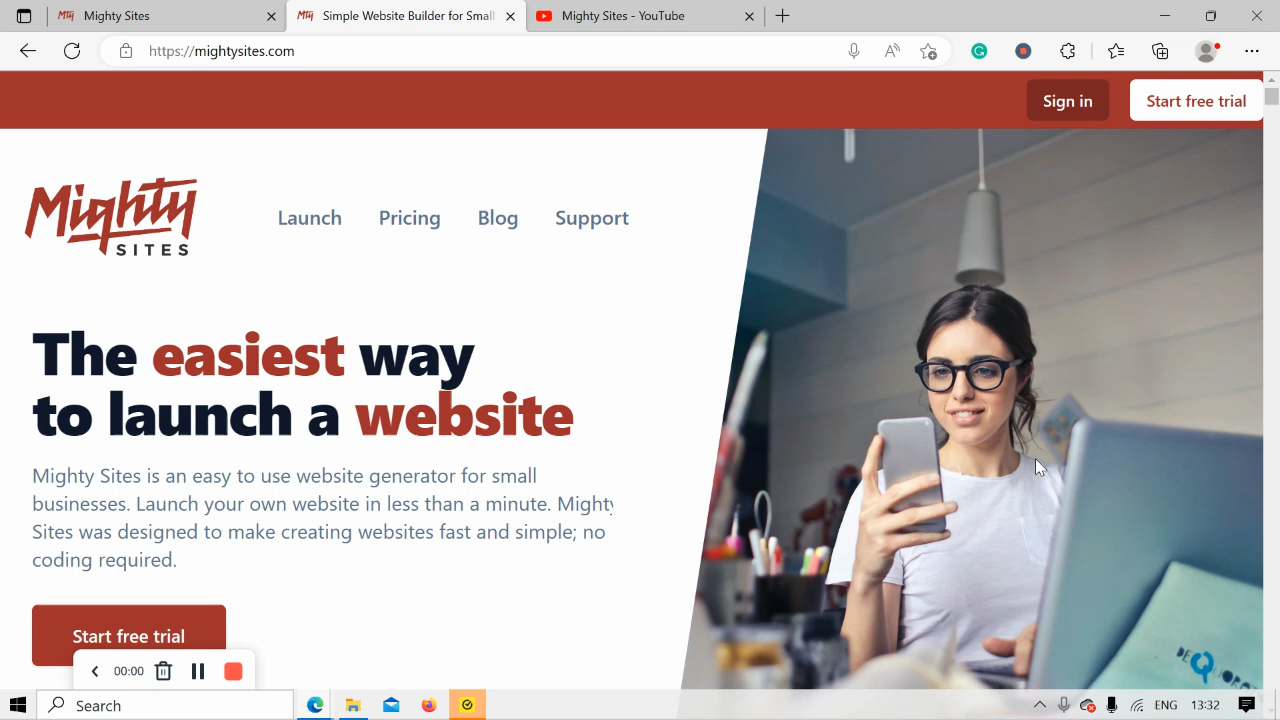 Mighty Sites
Simple Website Builder for Small
Mighty Sites - YouTube
https://mightysites.com
Sign in
Start free trial
Mighty
SITES
Launch
Pricing
Blog
Support
The easiest way
to launch a website
Mighty Sites is an easy to use website generator for small
businesses. Launch your own website in less than a minute. Mighty
Sites was designed to make creating websites fast and simple; no
coding required.
Start free trial
00:00
Search
ENG
13:32